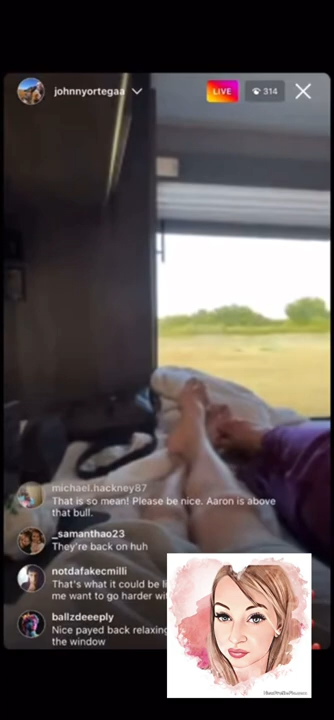 johnnyortegaa
LIVE
314
michael.hackney87
That is so mean! Please be nice. Aaron is above
that bull.
_samanthao23
They're back on huh
notdafakecmilli
That's what it could be
me want to go harder
ballzdeeeply
Nice payed back relaxing
the window